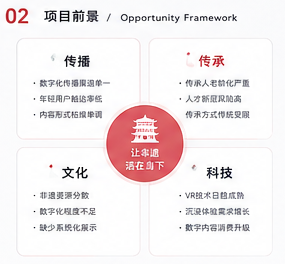 02 项目前景 / Opportunity Framework
传播
· 数字化传播渠道单一
· 年轻用户触达率低
· 内容形式枯燥单调
传承
· 传承人老龄化严重
· 人才断层风险高
传承方式传统受限
让非遗
活在当下
文化
· 非遗资源分散
· 数字化程度不足
· 缺少系统化展示
科技
· VR技术日趋成熟
· 沉浸体验需求增长
· 数字内容消费升级